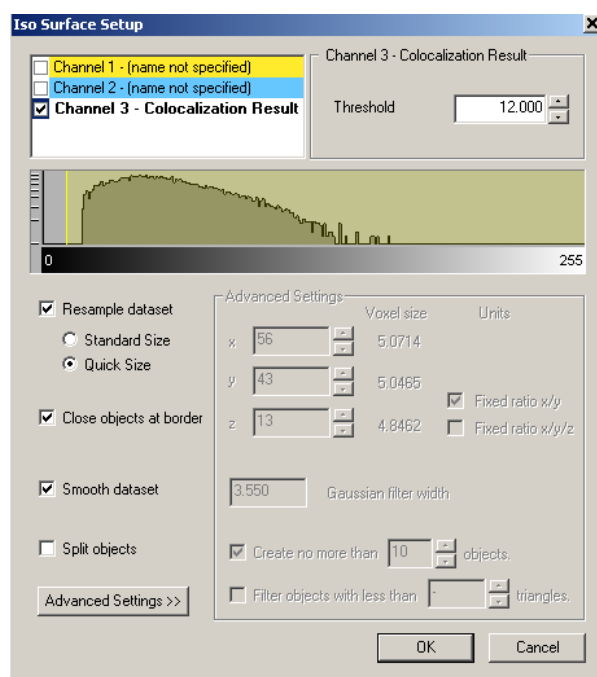 Iso Surface Setup
Channel 1 - (name not specified)
Channel 2 - (name not specified)
Channel 3 - Colocalization Result
Channel 3 - Colocalization Result
Threshold 12.000
0 255
Resample dataset
Standard Size
Quick Size
Close objects at border
Smooth dataset
Split objects
Advanced Settings >>
Advanced Settings
Voxel size Units
x 56 5.0714
y 43 5.0465
Fixed ratio x/y
z 13 4.8462 Fixed ratio x/y/z
3.550 Gaussian filter width
Create no more than 10 objects.
Filter objects with less than - triangles.
OK Cancel